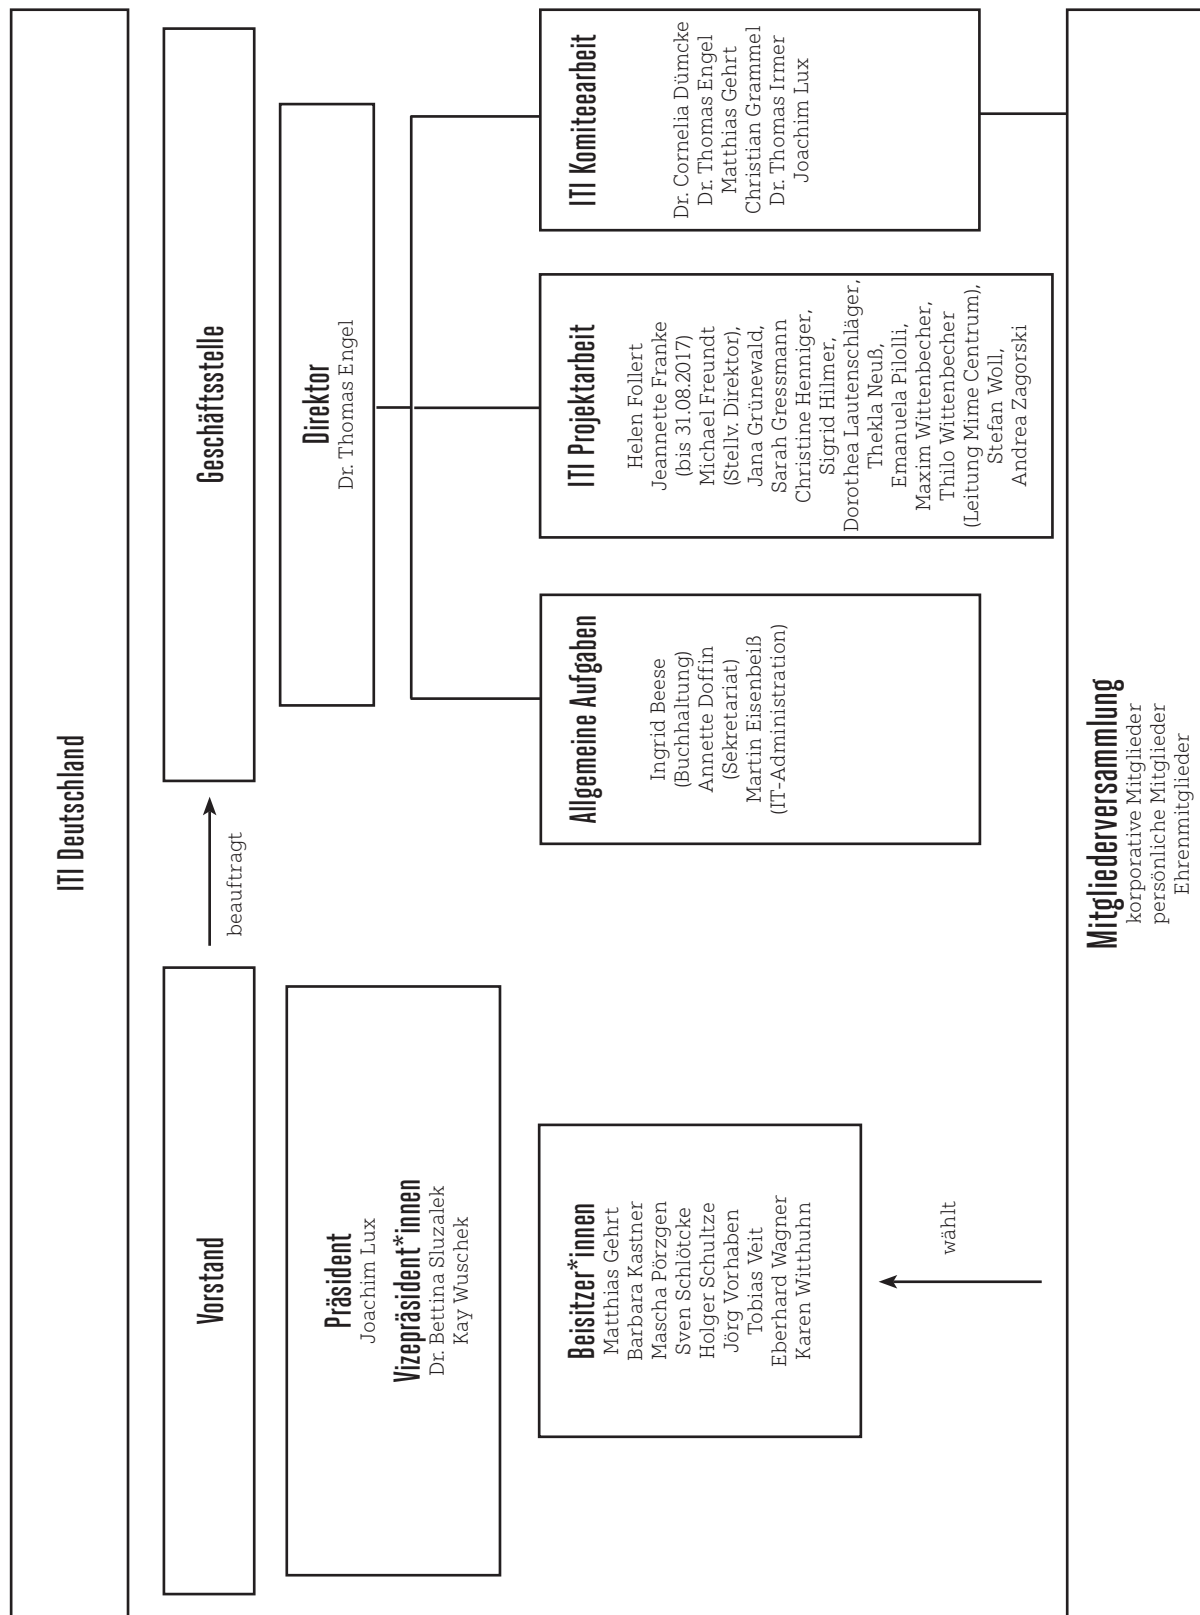 ITI Deutschland
Vorstand
beauftragt
Geschäftsstelle
Präsident
Joachim Lux
Vizepräsident*innen
Dr. Bettina Sluzalek
Kay Wuschek
Direktor
Dr. Thomas Engel
Beisitzer*innen
Matthias Gehrt
Barbara Kastner
Mascha Pörzgen
Sven Schlötcke
Holger Schultze
Jörg Vorhaben
Tobias Veit
Eberhard Wagner
Karen Witthuhn
Allgemeine Aufgaben
Ingrid Beese
(Buchhaltung)
Annette Doffin
(Sekretariat)
Martin Eisenbeiß
(IT-Administration)
ITI Projektarbeit
Helen Follert
Jeannette Franke
(bis 31.08.2017)
Michael Freundt
(Stellv. Direktor),
Jana Grünewald,
Sarah Gressmann
Christine Henniger,
Sigrid Hilmer,
Dorothea Lautenschläger,
Thekla Neuß,
Emanuela Pilolli,
Maxim Wittenbecher,
Thilo Wittenbecher
(Leitung Mime Centrum),
Stefan Woll,
Andrea Zagorski
ITI Komiteearbeit
Dr. Cornelia Dümcke
Dr. Thomas Engel
Matthias Gehrt
Christian Grammel
Dr. Thomas Irmer
Joachim Lux
wählt
Mitgliederversammlung
korporative Mitglieder
persönliche Mitglieder
Ehrenmitglieder